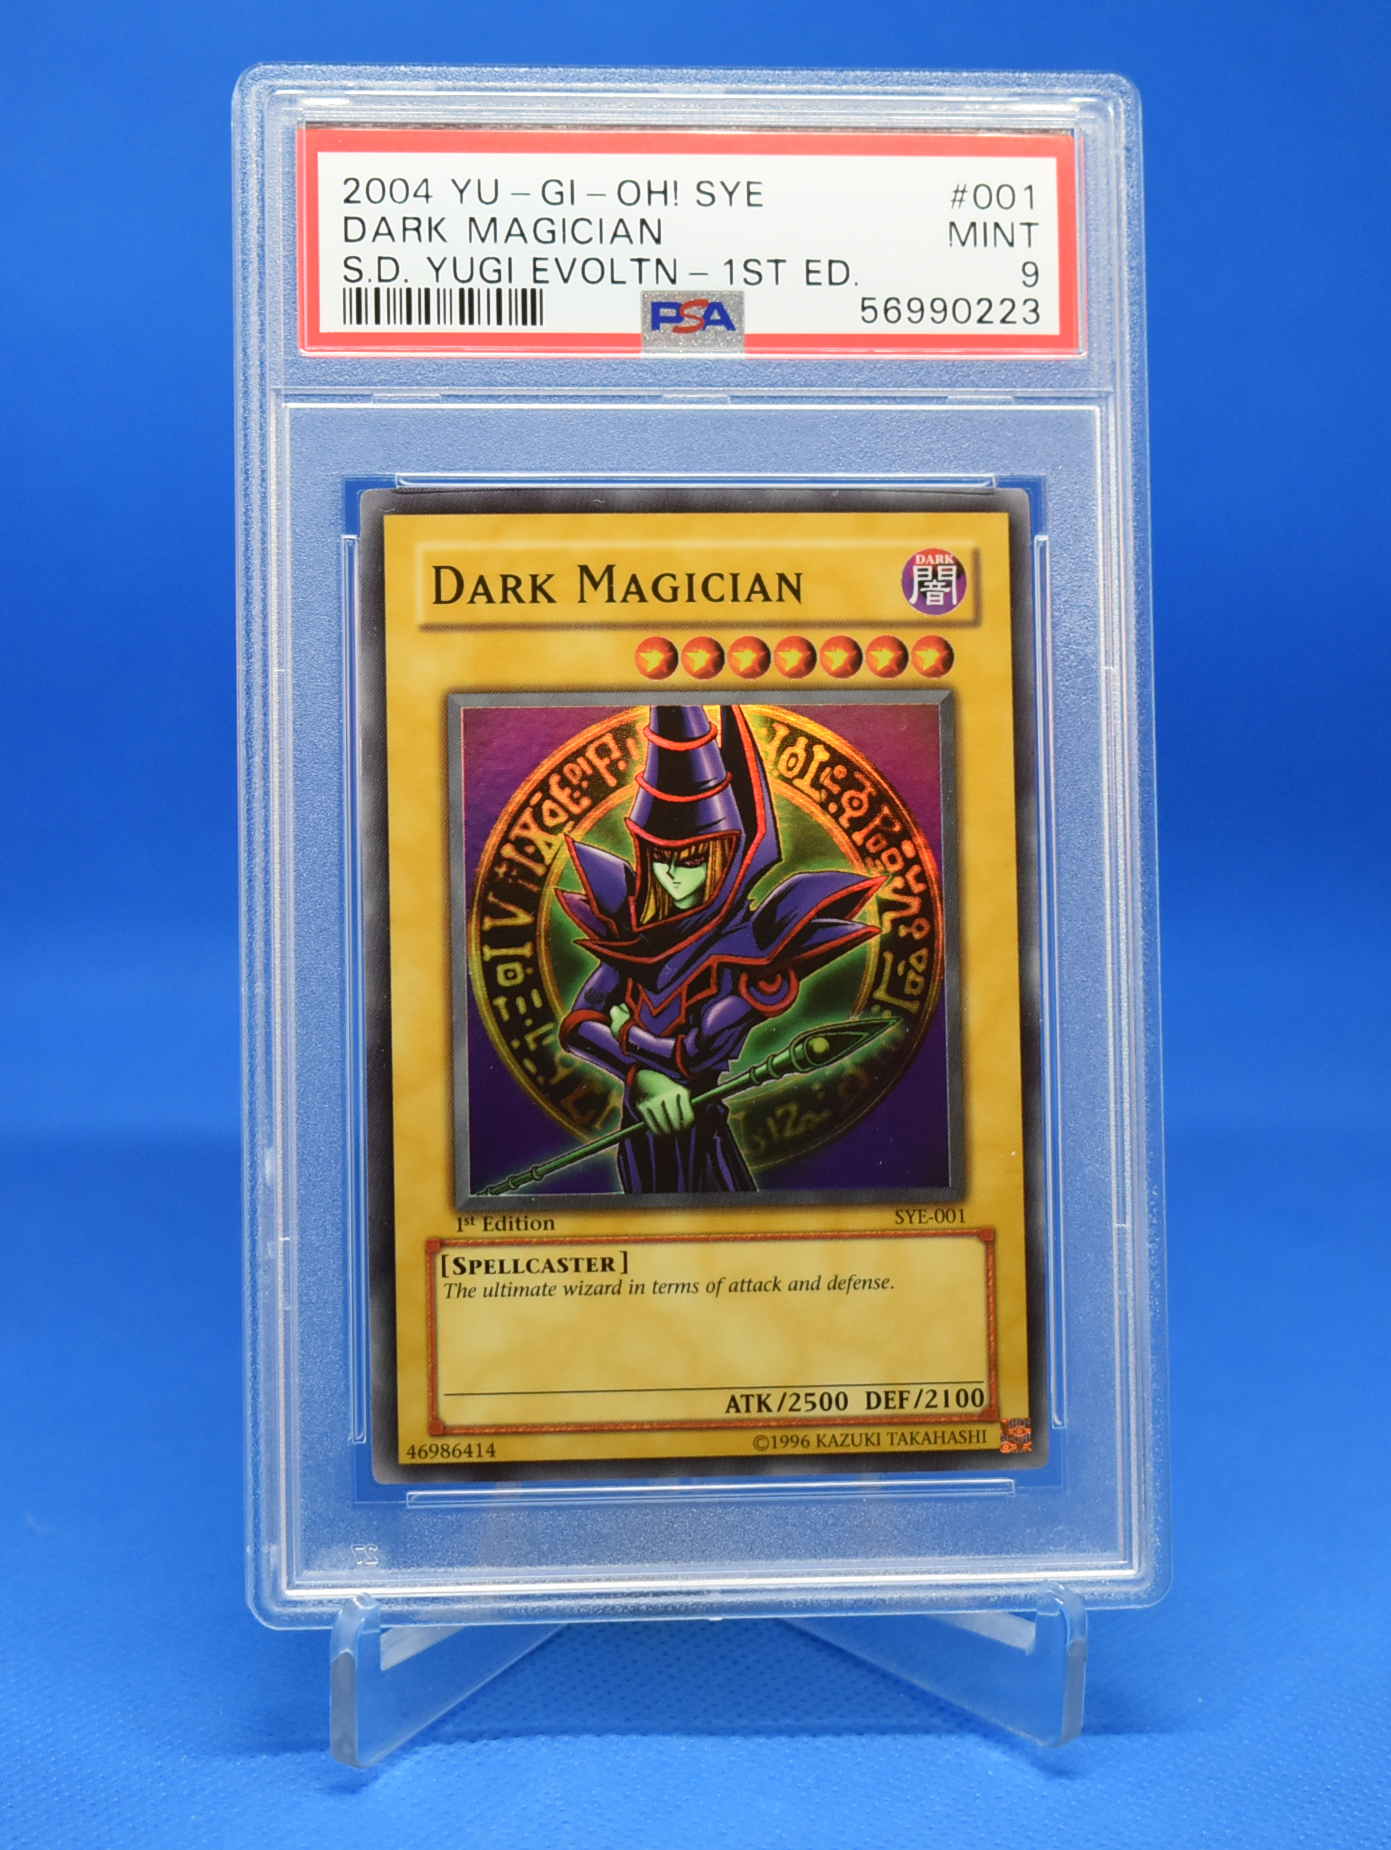 2004 YU-GI-OH! SYE #001
DARK MAGICIAN MINT
S.D. YUGI EVOLTN-1ST ED. 9
PSA 56990223
DARK MAGICIAN
DARK
闇
1st Edition SYE-001
[SPELLCASTER]
The ultimate wizard in terms of attack and defense.
ATK/2500 DEF/2100
46986414 ©1996 KAZUKI TAKAHASHI